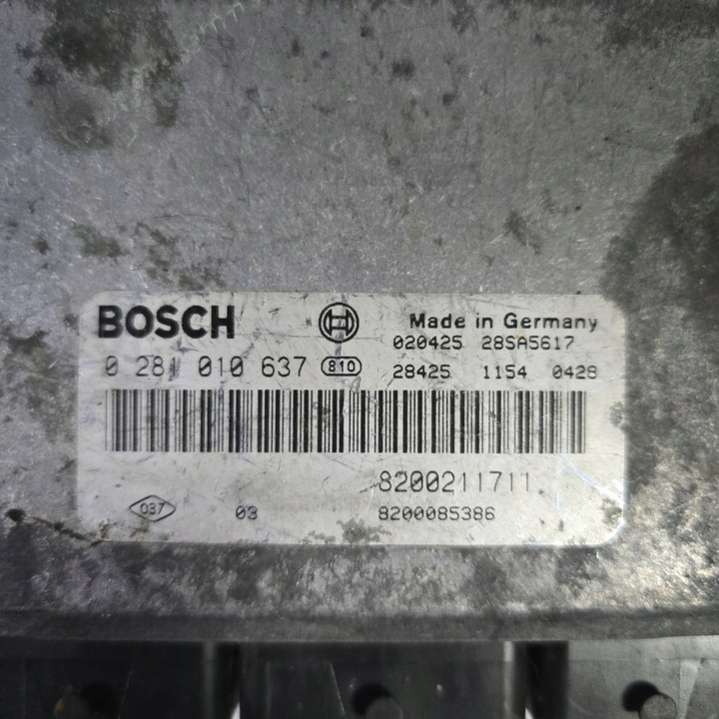 BOSCH
Made in Germany
020425 28SA5617
0 281 010 637 810
28425 1154 0428
8200211711
037 03 8200085386